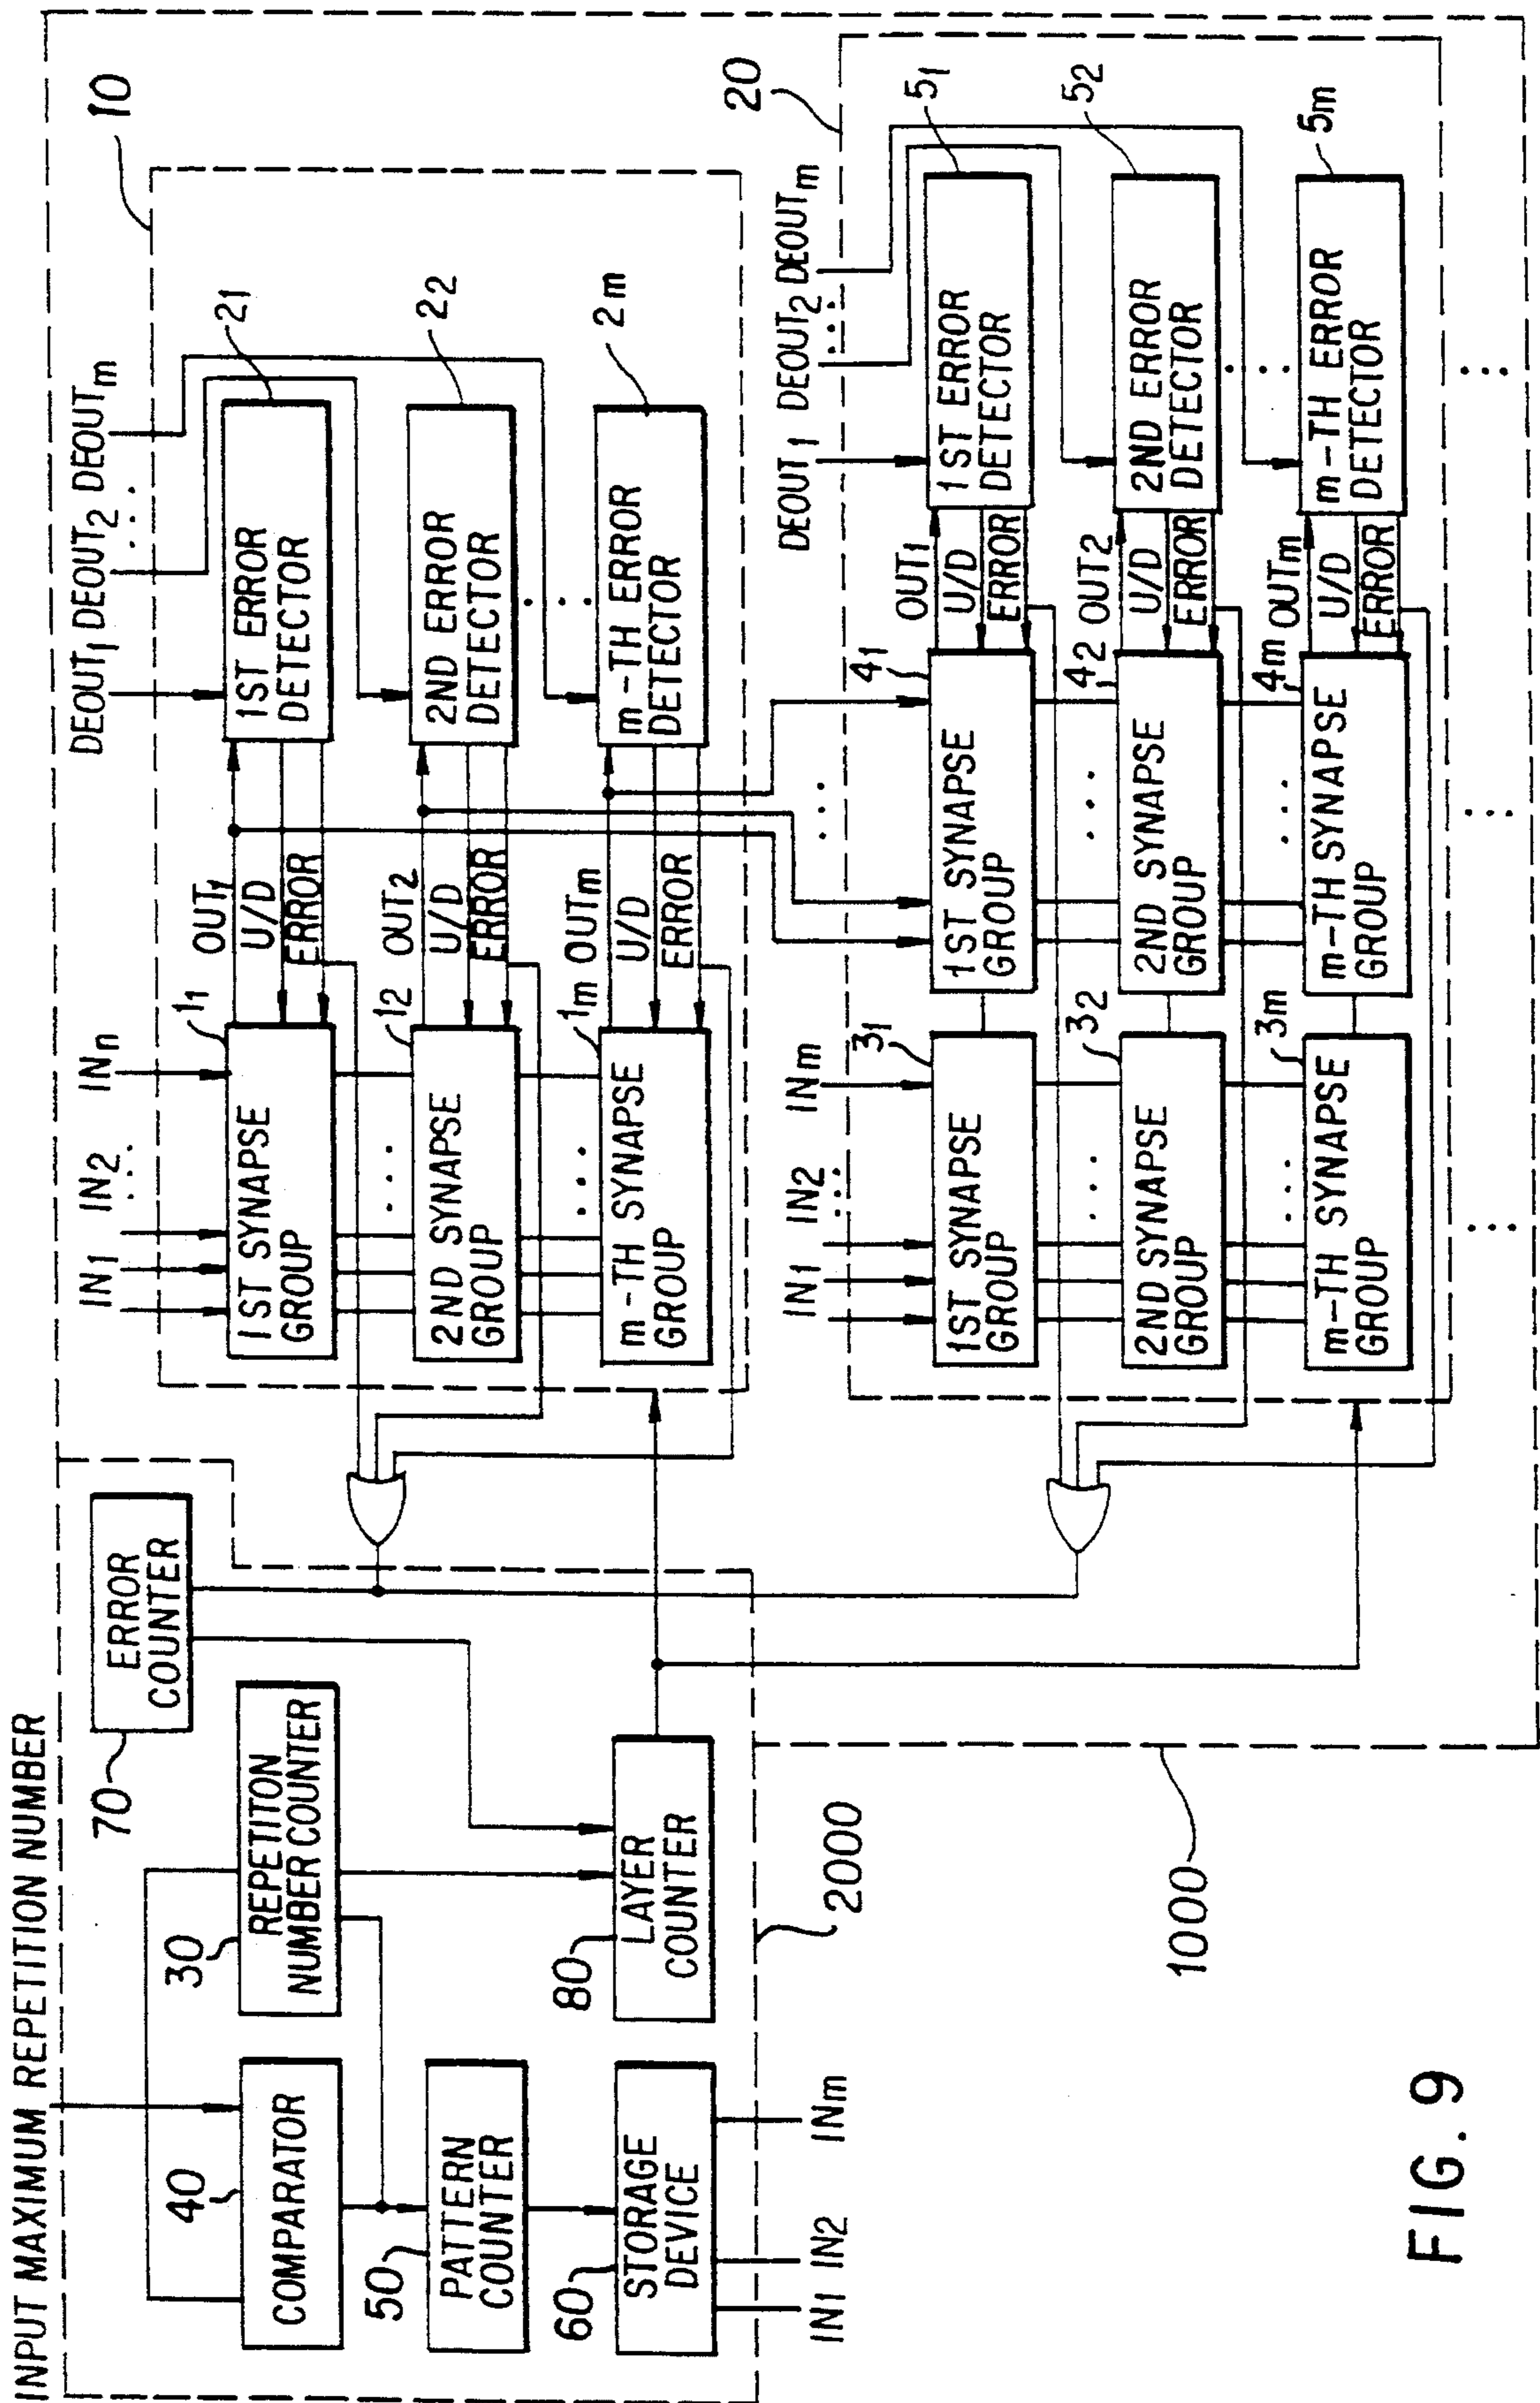 INPUT MAXIMUM REPETITION NUMBER
40
COMPARATOR
30
REPETITON
NUMBER COUNTER
70
ERROR
COUNTER
50
PATTERN
COUNTER
60
STORAGE
DEVICE
80
LAYER
COUNTER
IN1 IN2 INm
2000
1000
10
IN1 IN2 ... INn
DEOUT1 DEOUT2 ... DEOUTm
11
1ST SYNAPSE
GROUP
OUT1
U/D
ERROR
21
1ST ERROR
DETECTOR
...
12
2ND SYNAPSE
GROUP
OUT2
U/D
ERROR
22
2ND ERROR
DETECTOR
...
1m
m-TH SYNAPSE
GROUP
OUTm
U/D
ERROR
2m
m-TH ERROR
DETECTOR
20
IN1 IN2 ... INm
DEOUT1 DEOUT2 ... DEOUTm
31
1ST SYNAPSE
GROUP
41
1ST SYNAPSE
GROUP
OUT1
U/D
ERROR
51
1ST ERROR
DETECTOR
32
2ND SYNAPSE
GROUP
42
2ND SYNAPSE
GROUP
OUT2
U/D
ERROR
52
2ND ERROR
DETECTOR
3m
m-TH SYNAPSE
GROUP
4m
m-TH SYNAPSE
GROUP
OUTm
U/D
ERROR
5m
m-TH ERROR
DETECTOR
FIG. 9